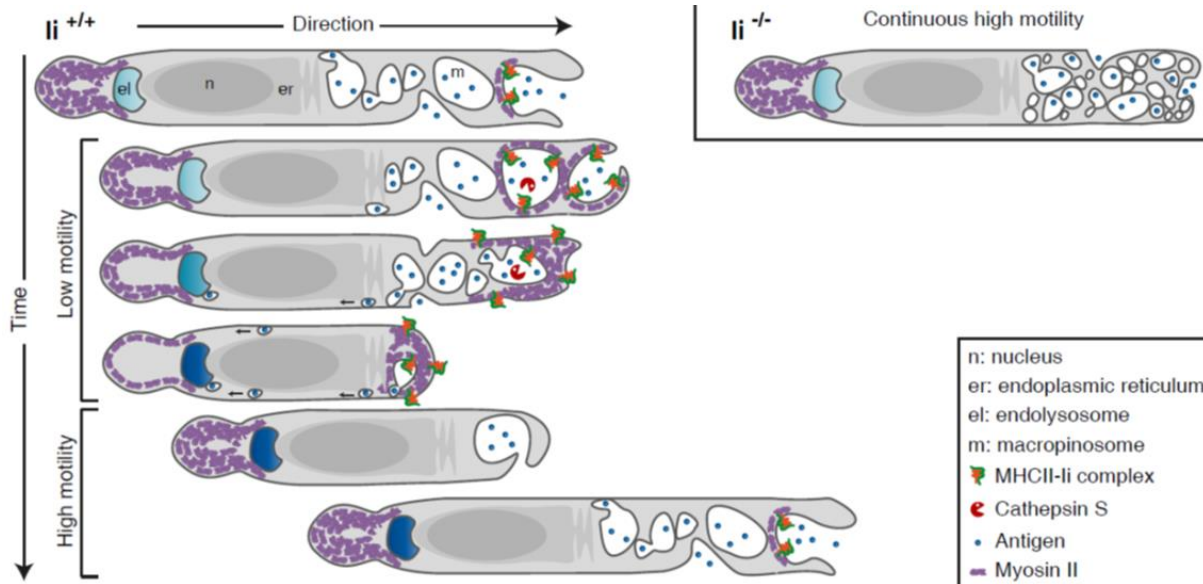 Ii +/+
Direction
Ii -/-
Continuous high motility
el
n
er
m
Time
Low motility
High motility
n: nucleus
er: endoplasmic reticulum
el: endolysosome
m: macropinosome
MHCII-Ii complex
Cathepsin S
Antigen
Myosin II